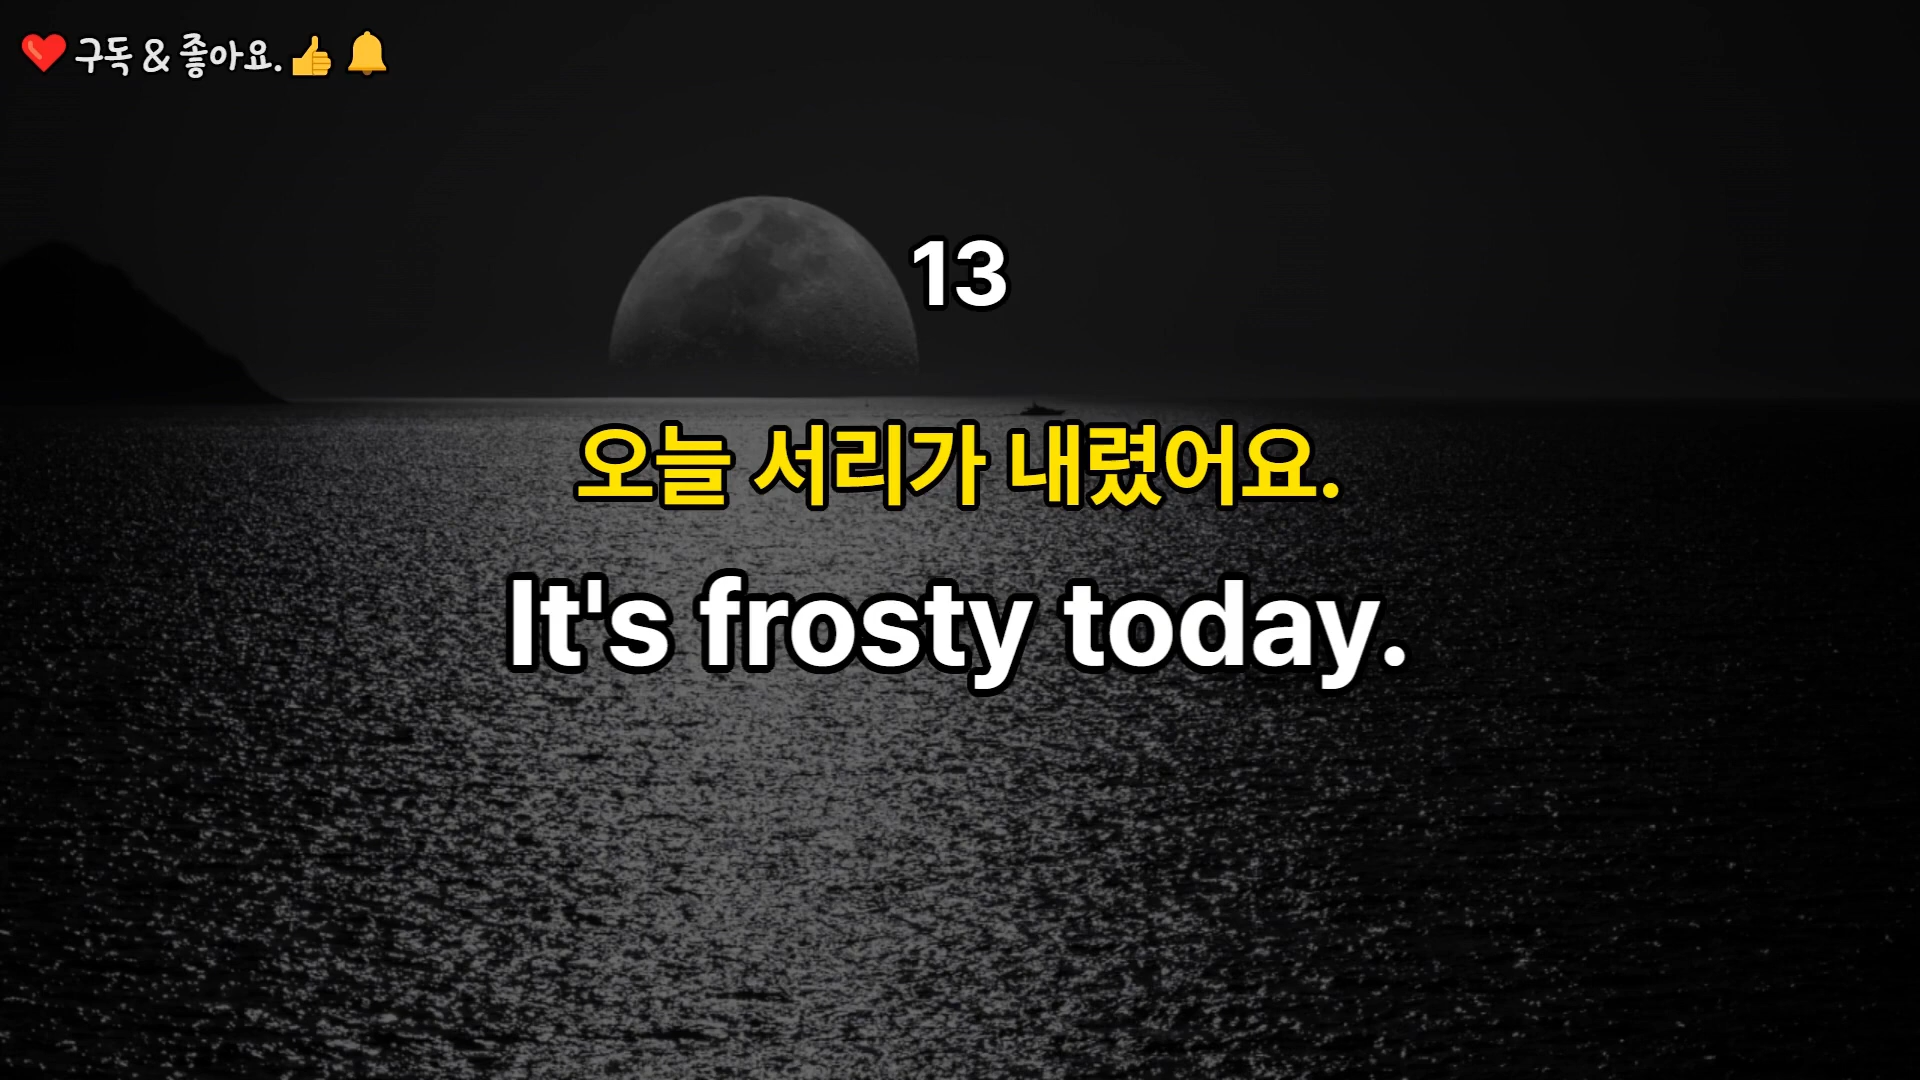 ❤️ 구독 & 좋아요. 👍 🔔
13
오늘 서리가 내렸어요.
It's frosty today.